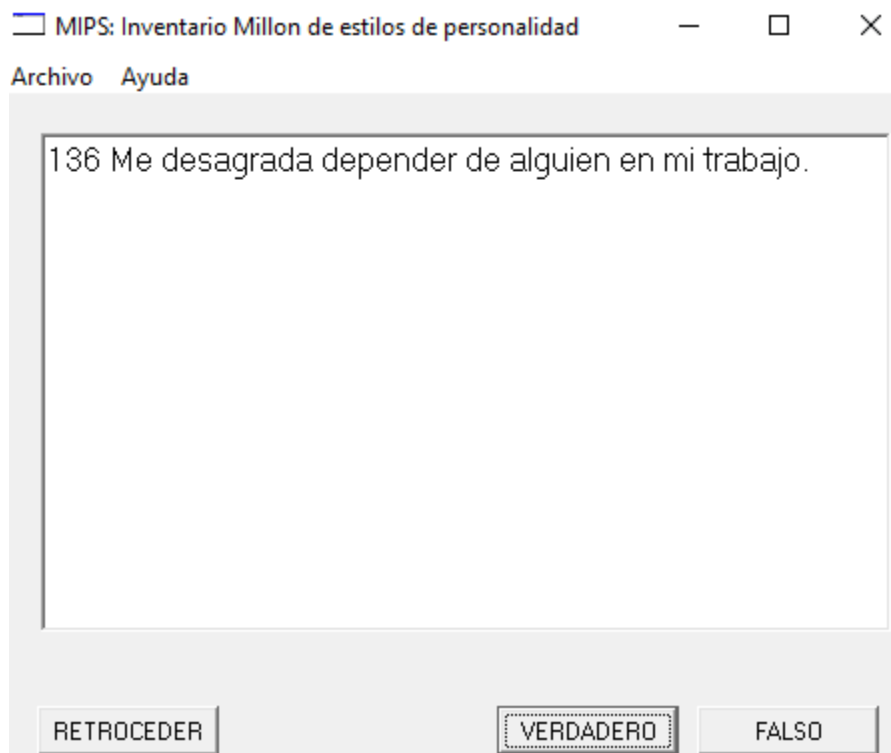 MIPS: Inventario Millon de estilos de personalidad
Archivo Ayuda
136 Me desagrada depender de alguien en mi trabajo.
RETROCEDER VERDADERO FALSO